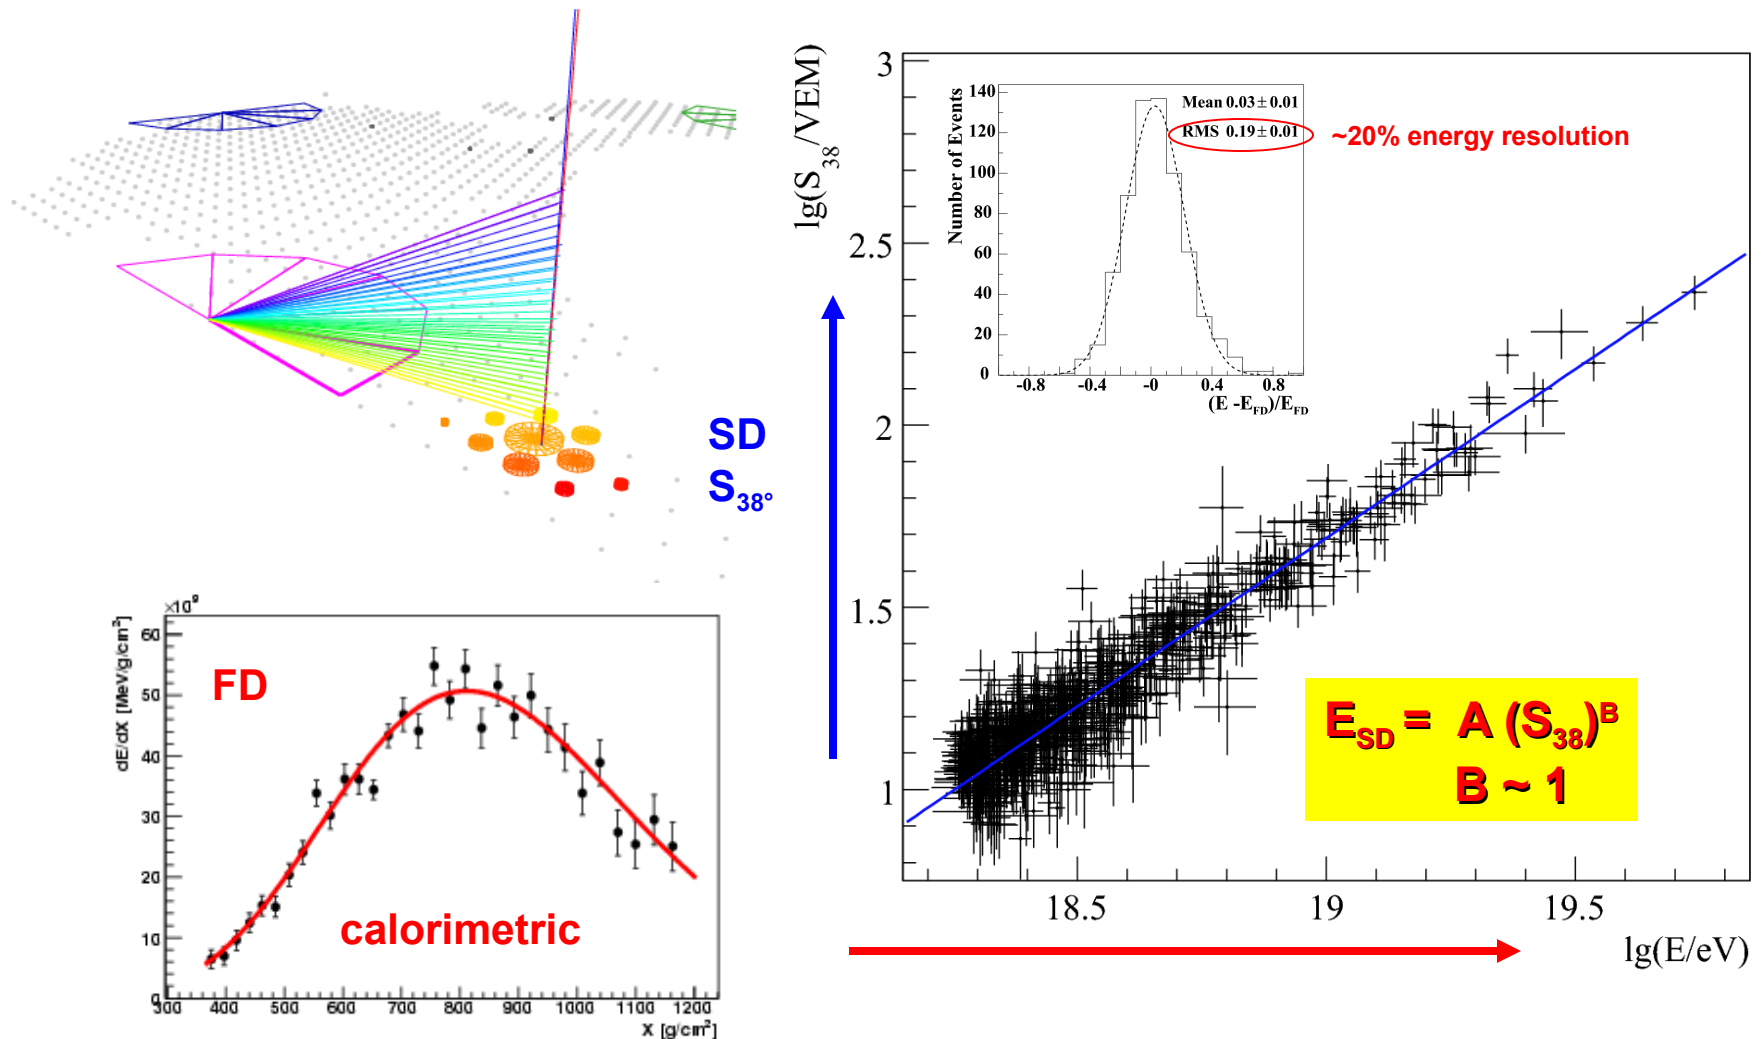 SD
S38°
×10⁹
60
50
40
30
20
10
0
dE/dX [MeV/g/cm²]
FD
calorimetric
300 400 500 600 700 800 900 1000 1100 1200
X [g/cm²]
lg(S38/VEM)
3
2.5
2
1.5
1
18.5 19 19.5
lg(E/eV)
Number of Events
140
120
100
80
60
40
20
0
Mean 0.03±0.01
RMS 0.19±0.01
-0.8 -0.4 -0 0.4 0.8
(E -EFD)/EFD
~20% energy resolution
ESD = A (S38)ᴮ
B ~ 1